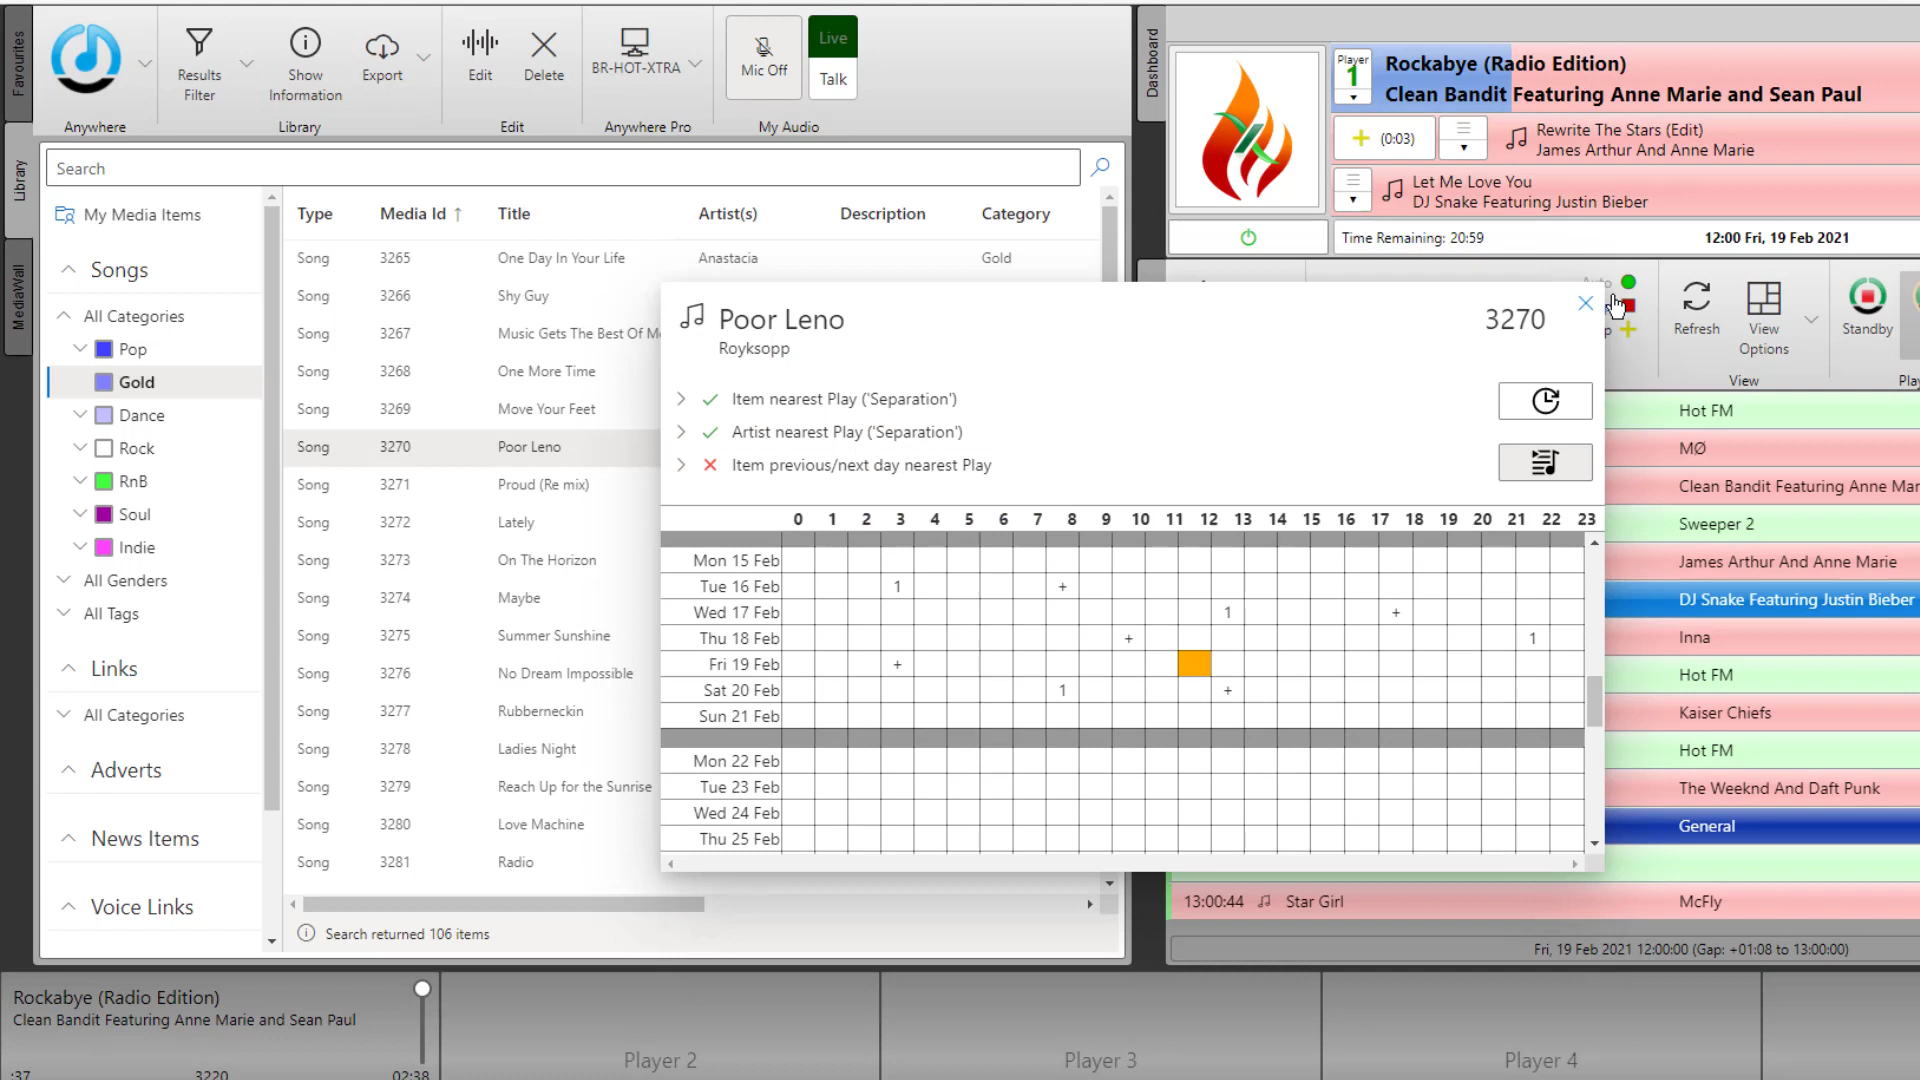 Favourites
Library
MediaWall
Results Filter
Show Information
Export
Edit
Delete
BR-HOT-XTRA
Mic Off
Live
Talk
Anywhere
Library
Edit
Anywhere Pro
My Audio
Search
My Media Items
Songs
All Categories
Pop
Gold
Dance
Rock
RnB
Soul
Indie
All Genders
All Tags
Links
All Categories
Adverts
News Items
Voice Links
Type Media Id ↑ Title Artist(s) Description Category
Song 3265 One Day In Your Life Anastacia Gold
Song 3266 Shy Guy
Song 3267 Music Gets The Best Of M
Song 3268 One More Time
Song 3269 Move Your Feet
Song 3270 Poor Leno
Song 3271 Proud (Re mix)
Song 3272 Lately
Song 3273 On The Horizon
Song 3274 Maybe
Song 3275 Summer Sunshine
Song 3276 No Dream Impossible
Song 3277 Rubberneckin
Song 3278 Ladies Night
Song 3279 Reach Up for the Sunrise
Song 3280 Love Machine
Song 3281 Radio
Search returned 106 items
Poor Leno 3270
Royksopp
Item nearest Play ('Separation')
Artist nearest Play ('Separation')
Item previous/next day nearest Play
0 1 2 3 4 5 6 7 8 9 10 11 12 13 14 15 16 17 18 19 20 21 22 23
Mon 15 Feb
Tue 16 Feb 1 +
Wed 17 Feb 1 +
Thu 18 Feb + 1
Fri 19 Feb +
Sat 20 Feb 1 +
Sun 21 Feb
Mon 22 Feb
Tue 23 Feb
Wed 24 Feb
Thu 25 Feb
Dashboard
Player 1
Rockabye (Radio Edition)
Clean Bandit Featuring Anne Marie and Sean Paul
+ (0:03)
Rewrite The Stars (Edit)
James Arthur And Anne Marie
Let Me Love You
DJ Snake Featuring Justin Bieber
Time Remaining: 20:59 12:00 Fri, 19 Feb 2021
Refresh
View Options
Standby
View
Play
Hot FM
MØ
Clean Bandit Featuring Anne Mar
Sweeper 2
James Arthur And Anne Marie
DJ Snake Featuring Justin Bieber
Inna
Hot FM
Kaiser Chiefs
Hot FM
The Weeknd And Daft Punk
General
13:00:44 Star Girl McFly
Fri, 19 Feb 2021 12:00:00 (Gap: +01:08 to 13:00:00)
Rockabye (Radio Edition)
Clean Bandit Featuring Anne Marie and Sean Paul
:37 3220 02:38
Player 2
Player 3
Player 4